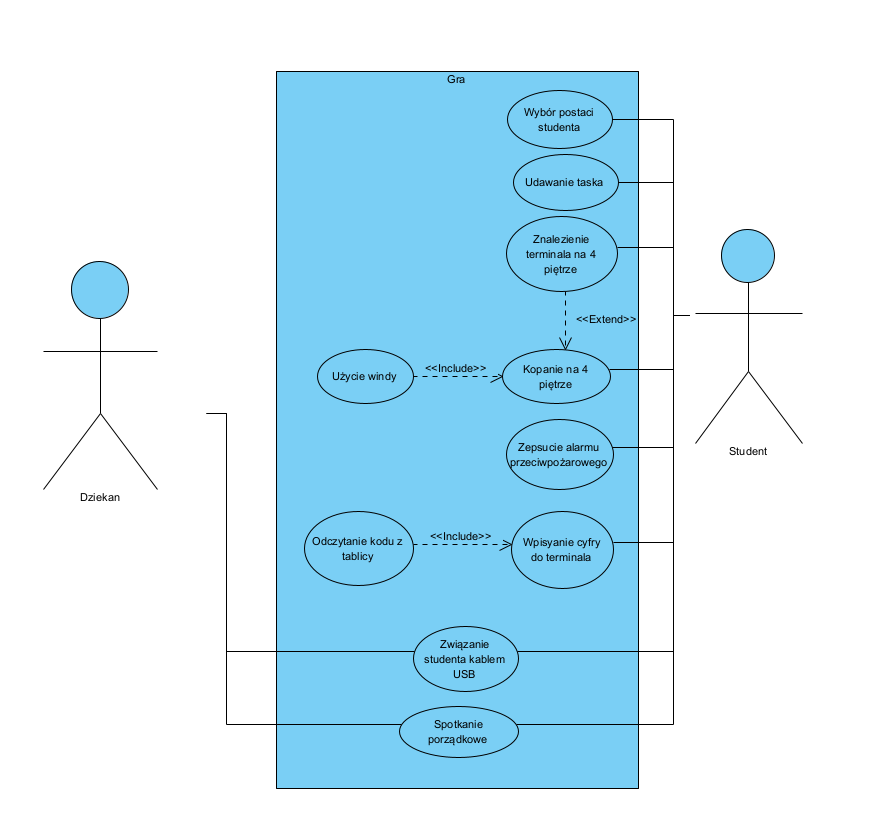 Gra
Wybór postaci
studenta
Udawanie taska
Znalezienie
terminala na 4
piętrze
<<Extend>>
Użycie windy
<<Include>>
Kopanie na 4
piętrze
Zepsucie alarmu
przeciwpożarowego
Student
Dziekan
Odczytanie kodu z
tablicy
<<Include>>
Wpisyanie cyfry
do terminala
Związanie
studenta kablem
USB
Spotkanie
porządkowe